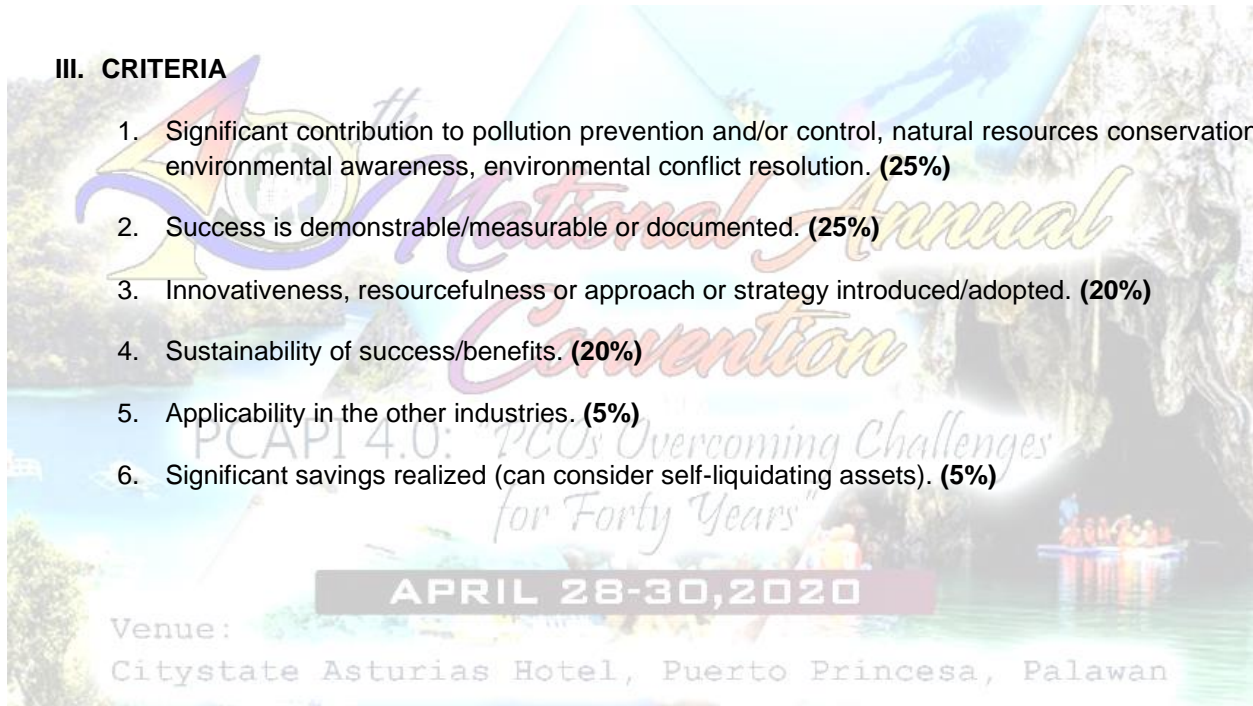 III. CRITERIA
1. Significant contribution to pollution prevention and/or control, natural resources conservation
environmental awareness, environmental conflict resolution. (25%)
2. Success is demonstrable/measurable or documented. (25%)
3. Innovativeness, resourcefulness or approach or strategy introduced/adopted. (20%)
4. Sustainability of success/benefits. (20%)
5. Applicability in the other industries. (5%)
6. Significant savings realized (can consider self-liquidating assets). (5%)
40th National Annual
Convention
PCAPI 4.0: "PCOs Overcoming Challenges
for Forty Years"
APRIL 28-30,2020
Venue:
Citystate Asturias Hotel, Puerto Princesa, Palawan